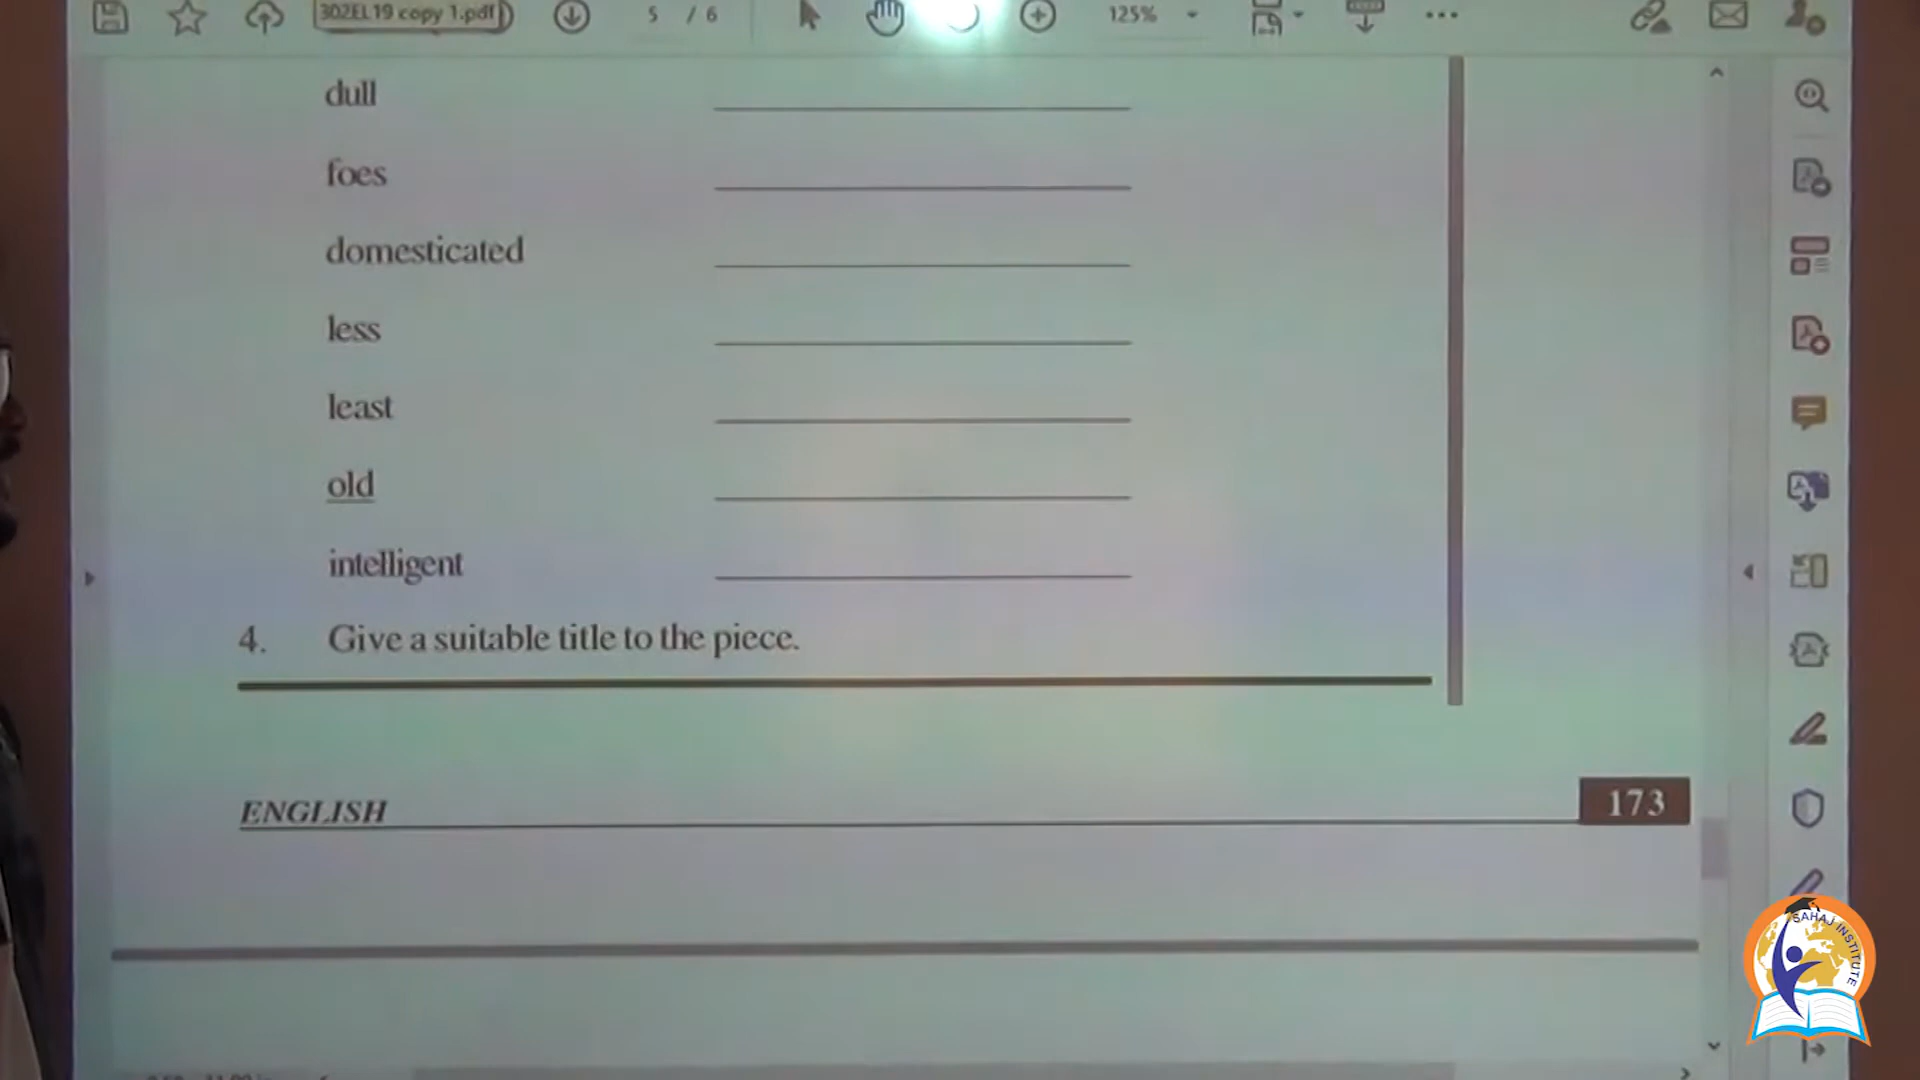 302EL19 copy 1.pdf
5 / 6
125%
dull
foes
domesticated
less
least
old
intelligent
4. Give a suitable title to the piece.
ENGLISH
173
SAHAJ INSTITUTE